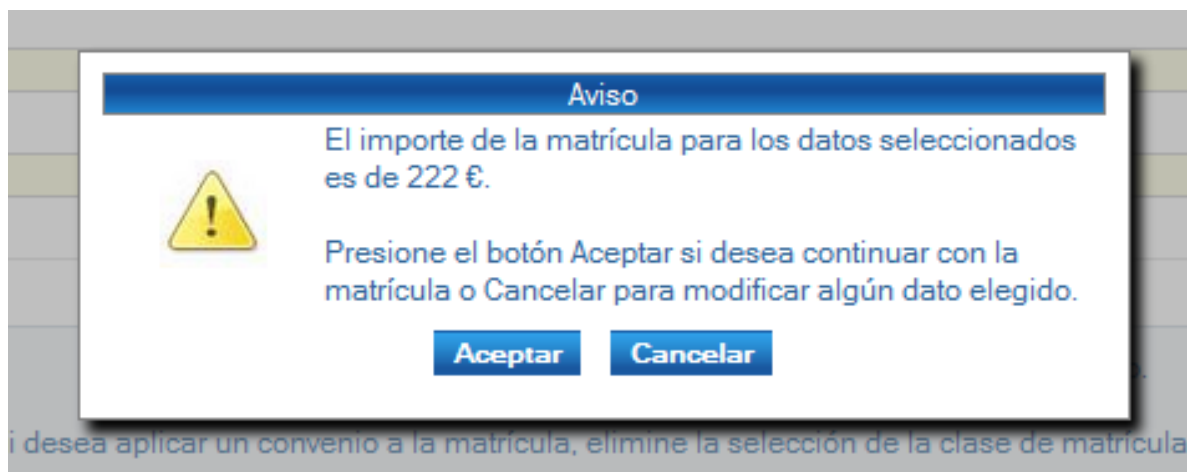 Aviso
El importe de la matrícula para los datos seleccionados
es de 222 €.
Presione el botón Aceptar si desea continuar con la
matrícula o Cancelar para modificar algún dato elegido.
Aceptar Cancelar
i desea aplicar un convenio a la matrícula, elimine la selección de la clase de matrícula